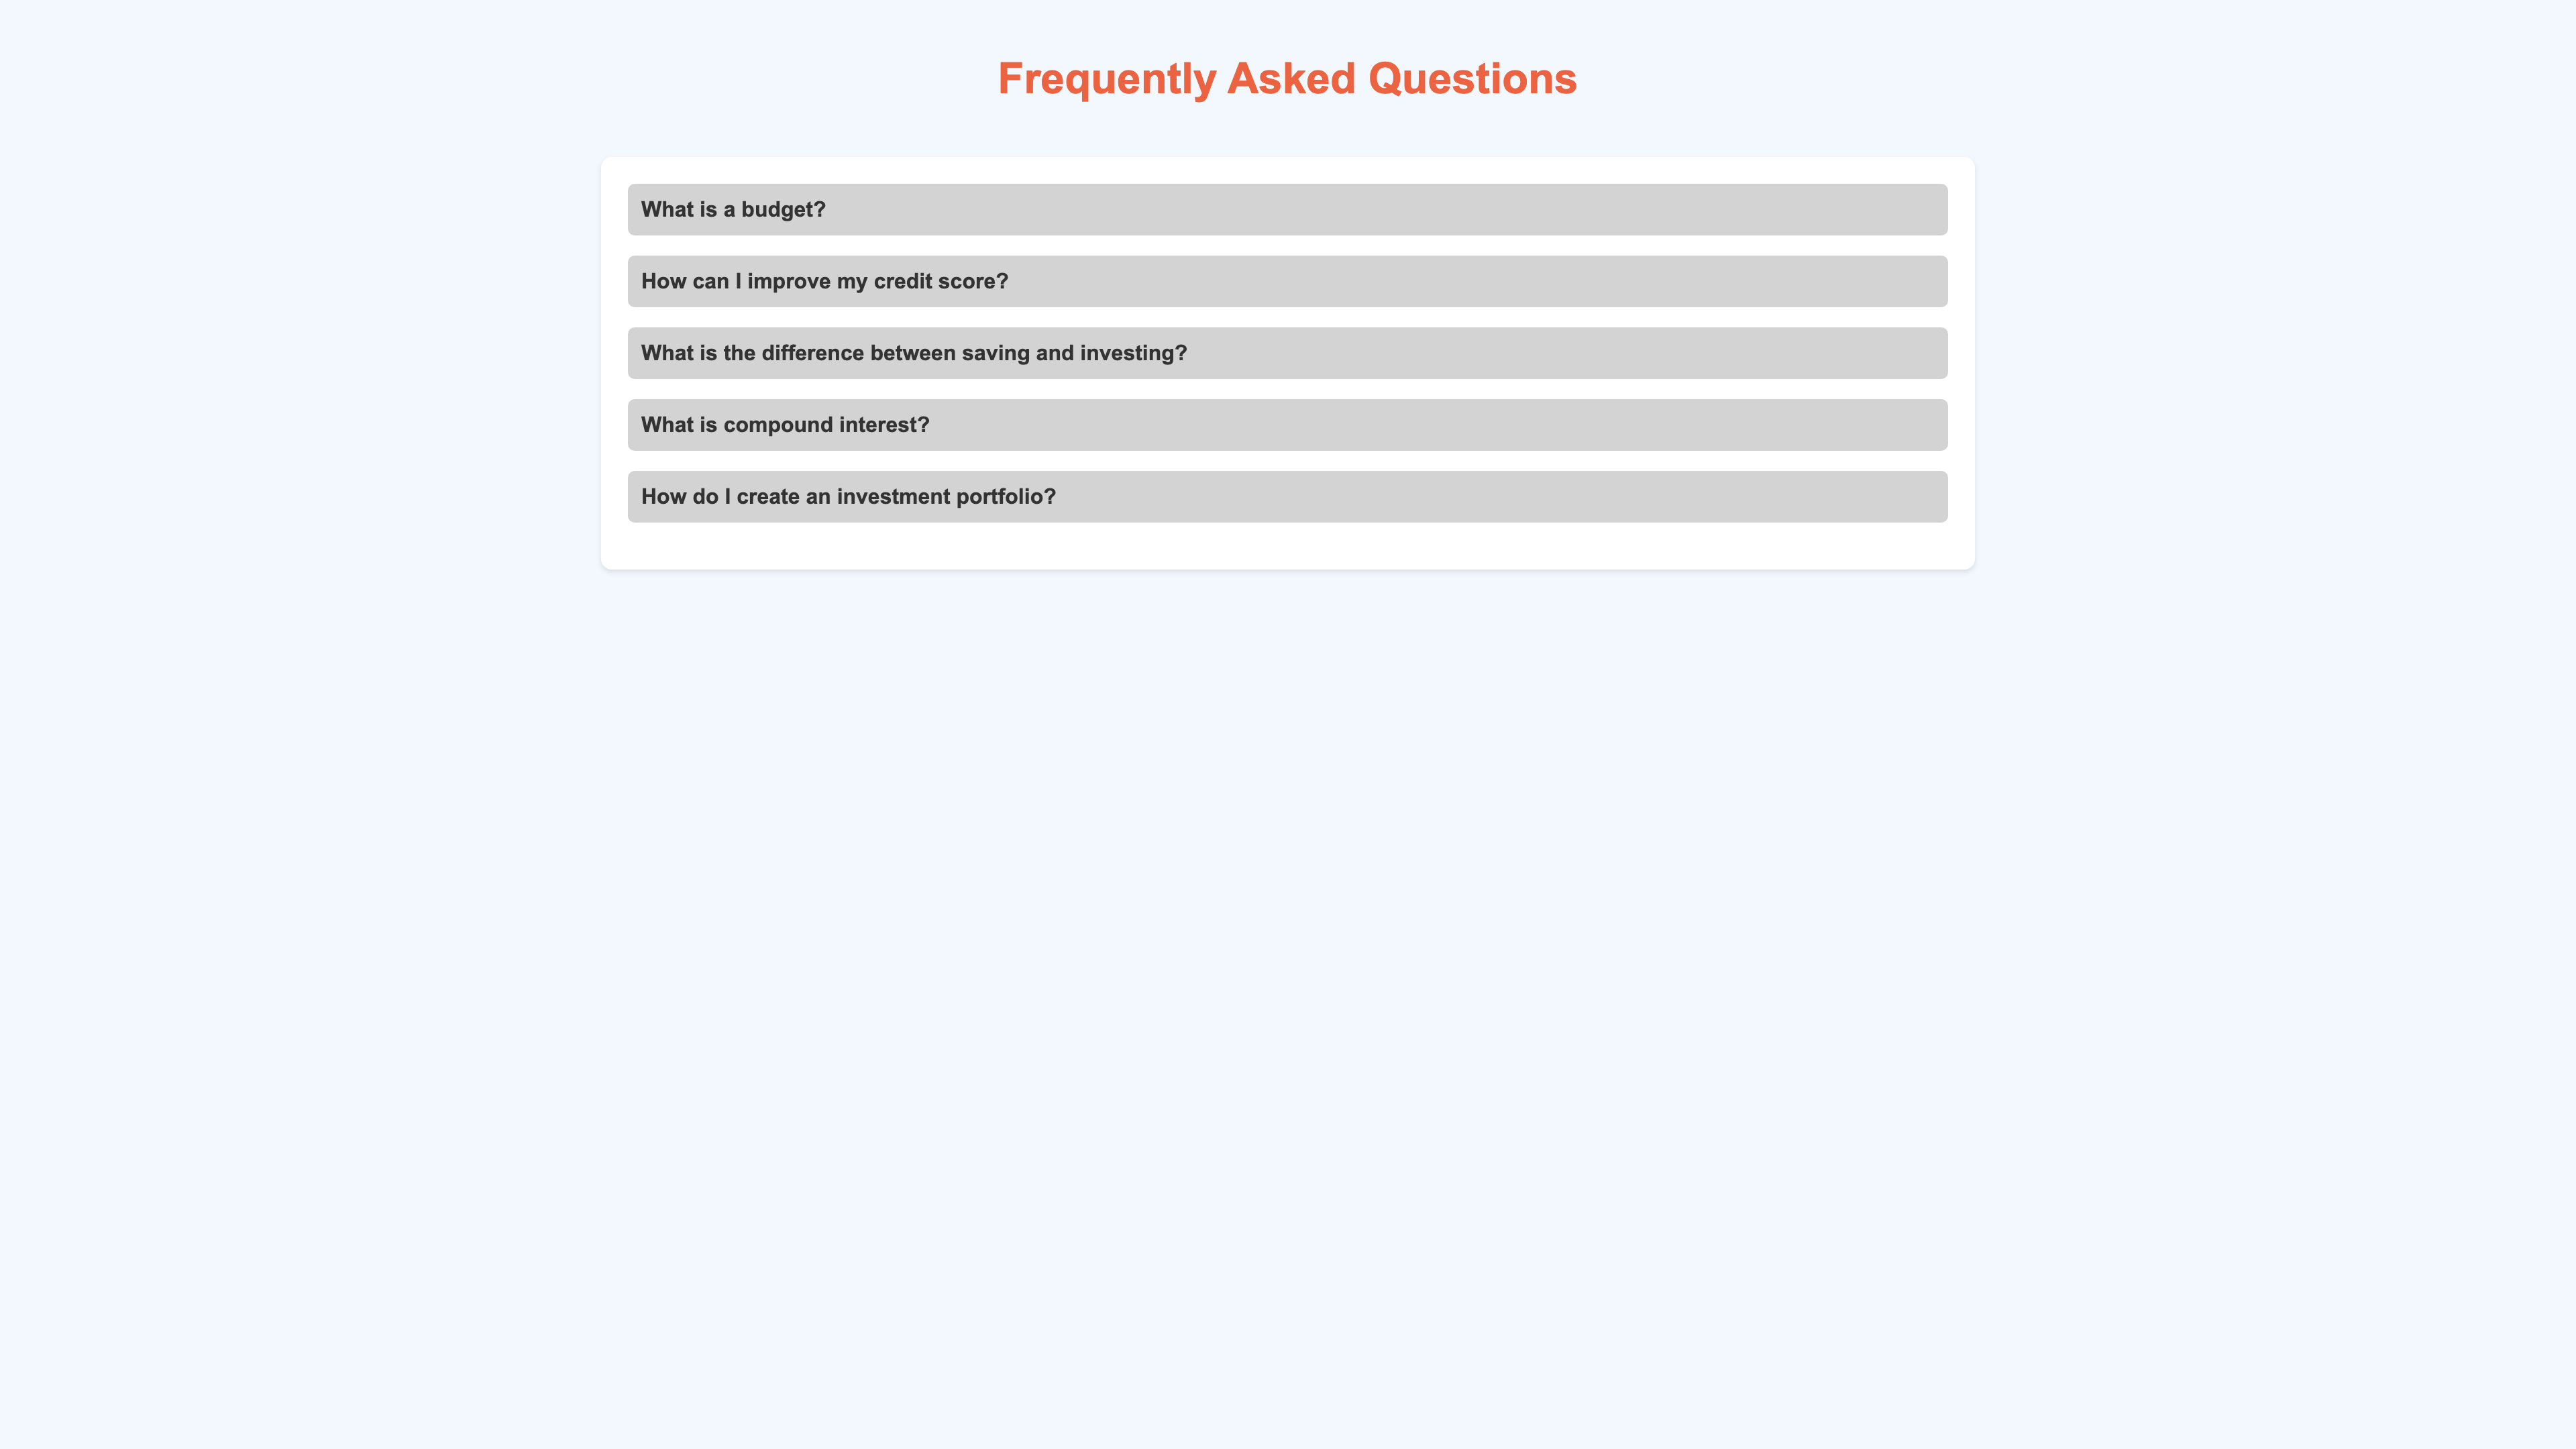 Frequently Asked Questions
What is a budget?
How can I improve my credit score?
What is the difference between saving and investing?
What is compound interest?
How do I create an investment portfolio?